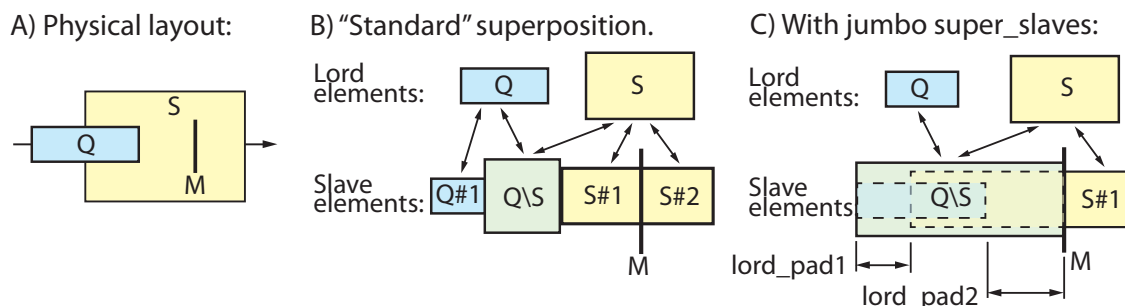 A) Physical layout:
S
Q
M
B) “Standard” superposition.
Lord
elements:
Q
S
Slave
elements:
Q#1
Q\S
S#1
S#2
M
C) With jumbo super_slaves:
Lord
elements:
Q
S
Slave
elements
Q\S
S#1
lord_pad1
M
lord_pad2